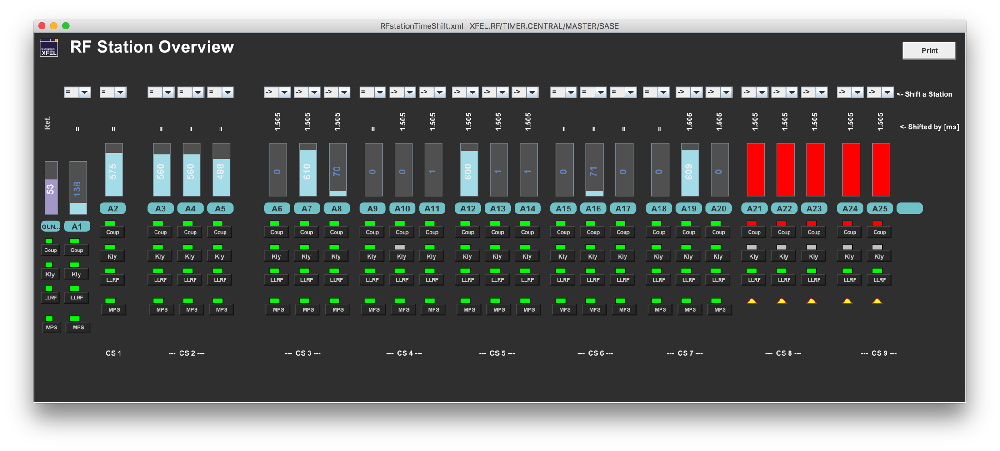 RFstationTimeShift.xml XFEL.RF/TIMER.CENTRAL/MASTER/SASE
European
XFEL
RF Station Overview
Print
= = = = = -> -> -> = -> -> -> -> -> = = = = -> -> -> -> -> -> -> <- Shift a Station
Ref. = = = = = 1.505 1.505 1.505 = 1.505 1.505 1.505 1.505 1.505 = = = = 1.505 1.505 1.505 1.505 1.505 1.505 1.505 <- Shifted by [ms]
53 138 575 560 560 488 0 610 70 0 0 1 600 1 1 0 71 0 0 609 0
A2 A3 A4 A5 A6 A7 A8 A9 A10 A11 A12 A13 A14 A15 A16 A17 A18 A19 A20 A21 A22 A23 A24 A25
GUN... A1
Coup Coup Coup Coup Coup Coup Coup Coup Coup Coup Coup Coup Coup Coup Coup Coup Coup Coup Coup Coup Coup Coup Coup Coup
Coup Coup
Kly Kly Kly Kly Kly Kly Kly Kly Kly Kly Kly Kly Kly Kly Kly Kly Kly Kly Kly Kly Kly Kly Kly Kly
Kly Kly
LLRF LLRF LLRF LLRF LLRF LLRF LLRF LLRF LLRF LLRF LLRF LLRF LLRF LLRF LLRF LLRF LLRF LLRF LLRF LLRF LLRF LLRF LLRF LLRF
LLRF LLRF
MPS MPS MPS MPS MPS MPS MPS MPS MPS MPS MPS MPS MPS MPS MPS MPS MPS MPS MPS
MPS MPS
CS 1 --- CS 2 --- --- CS 3 --- --- CS 4 --- --- CS 5 --- --- CS 6 --- --- CS 7 --- --- CS 8 --- --- CS 9 ---